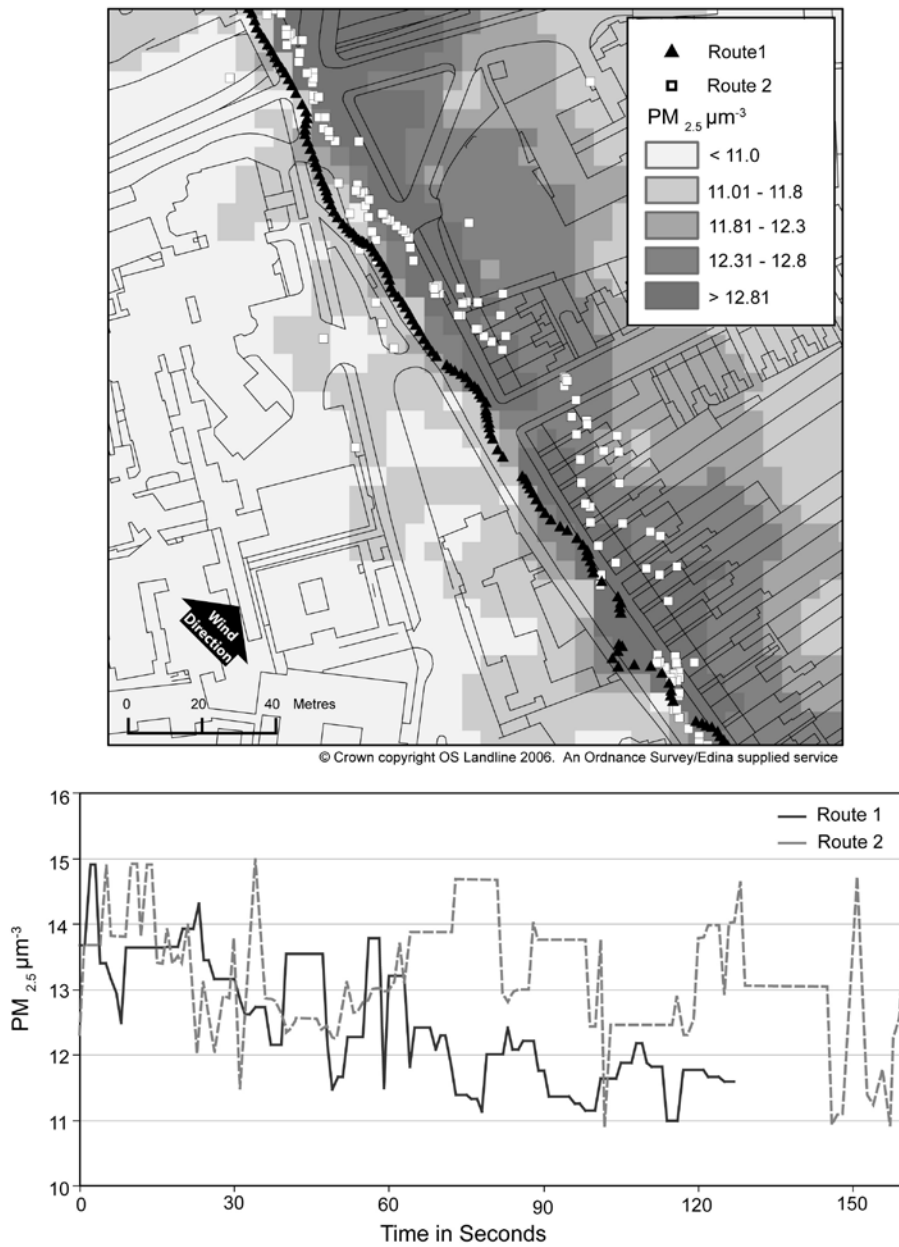 Route1
Route 2
PM 2.5 µm-3
< 11.0
11.01 - 11.8
11.81 - 12.3
12.31 - 12.8
> 12.81
Wind
Direction
0 20 40 Metres
© Crown copyright OS Landline 2006. An Ordnance Survey/Edina supplied service
16
15
14
13
12
11
10
PM 2.5 µm-3
Route 1
Route 2
0 30 60 90 120 150
Time in Seconds